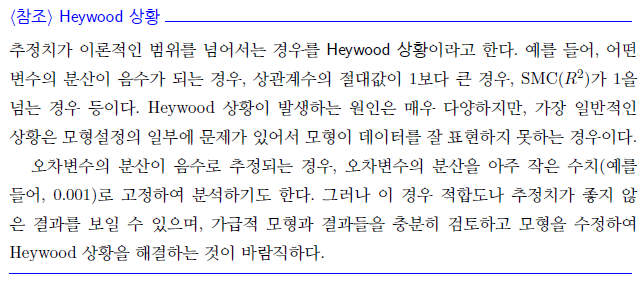 〈참조〉 Heywood 상황
추정치가 이론적인 범위를 넘어서는 경우를 Heywood 상황이라고 한다. 예를 들어, 어떤
변수의 분산이 음수가 되는 경우, 상관계수의 절대값이 1보다 큰 경우, SMC(R²)가 1을
넘는 경우 등이다. Heywood 상황이 발생하는 원인은 매우 다양하지만, 가장 일반적인
상황은 모형설정의 일부에 문제가 있어서 모형이 데이터를 잘 표현하지 못하는 경우이다.
오차변수의 분산이 음수로 추정되는 경우, 오차변수의 분산을 아주 작은 수치(예를
들어, 0.001)로 고정하여 분석하기도 한다. 그러나 이 경우 적합도나 추정치가 좋지 않
은 결과를 보일 수 있으며, 가급적 모형과 결과들을 충분히 검토하고 모형을 수정하여
Heywood 상황을 해결하는 것이 바람직하다.